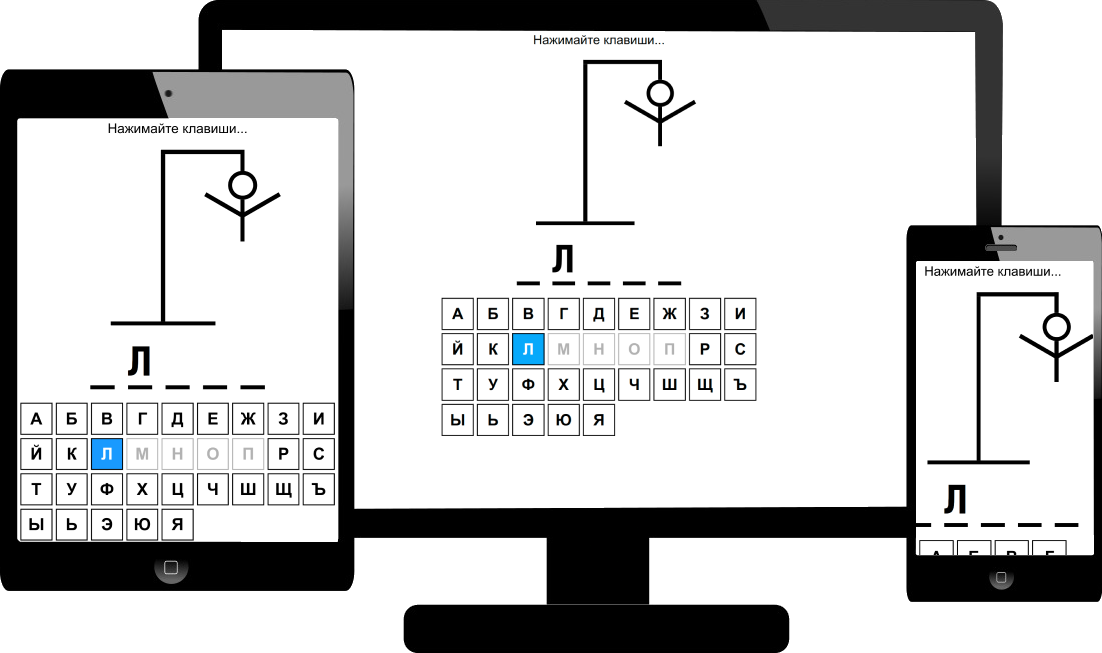 Нажимайте клавиши...
Л
А Б В Г Д Е Ж З И
Й К Л М Н О П Р С
Т У Ф Х Ц Ч Ш Щ Ъ
Ы Ь Э Ю Я
Нажимайте клавиши...
Л
А Б В Г Д Е Ж З И
Й К Л М Н О П Р С
Т У Ф Х Ц Ч Ш Щ Ъ
Ы Ь Э Ю Я
Нажимайте клавиши...
Л